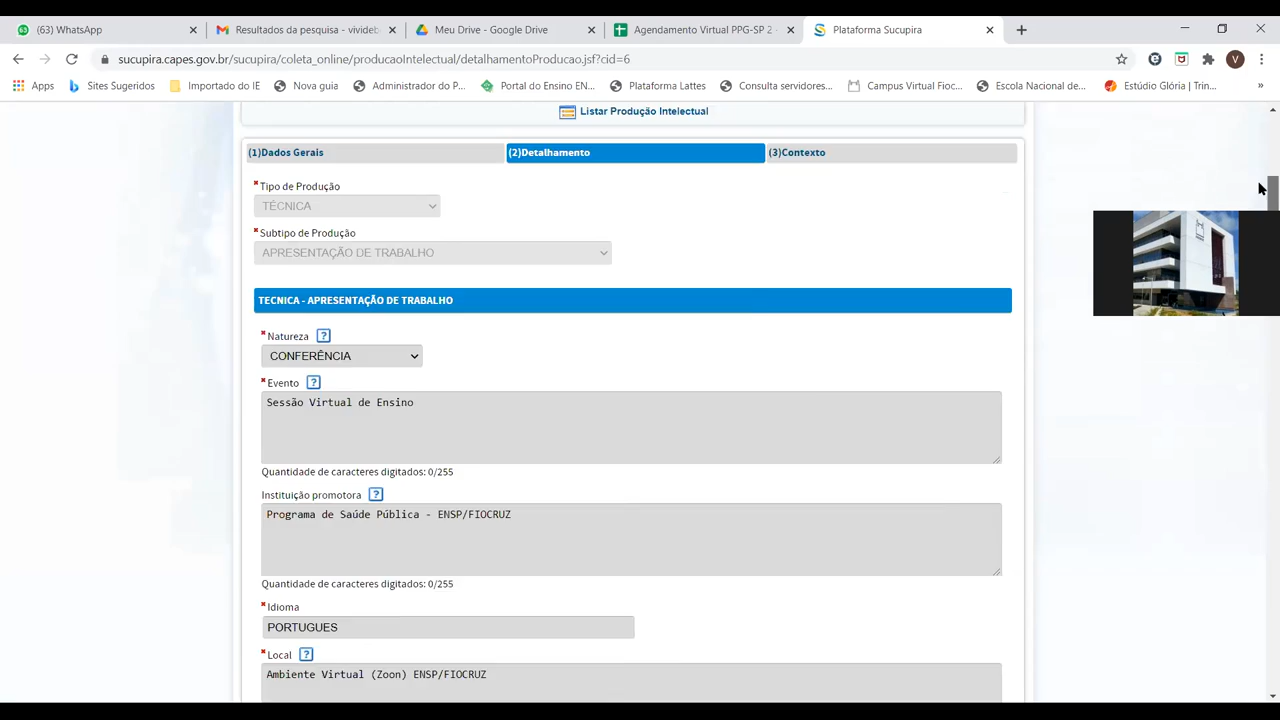 (63) WhatsApp
Resultados da pesquisa - vivideb
Meu Drive - Google Drive
Agendamento Virtual PPG-SP 2
Plataforma Sucupira
sucupira.capes.gov.br/sucupira/coleta_online/producaoIntelectual/detalhamentoProducao.jsf?cid=6
V
Apps
Sites Sugeridos
Importado do IE
Nova guia
Administrador do P...
Portal do Ensino EN...
Plataforma Lattes
Consulta servidores...
Campus Virtual Fioc...
Escola Nacional de...
Estúdio Glória | Trin...
»
Listar Produção Intelectual
(1)Dados Gerais
(2)Detalhamento
(3)Contexto
Tipo de Produção
TÉCNICA
Subtipo de Produção
APRESENTAÇÃO DE TRABALHO
TECNICA - APRESENTAÇÃO DE TRABALHO
Natureza ?
CONFERÊNCIA
Evento ?
Sessão Virtual de Ensino
Quantidade de caracteres digitados: 0/255
Instituição promotora ?
Programa de Saúde Pública - ENSP/FIOCRUZ
Quantidade de caracteres digitados: 0/255
Idioma
PORTUGUES
Local ?
Ambiente Virtual (Zoon) ENSP/FIOCRUZ